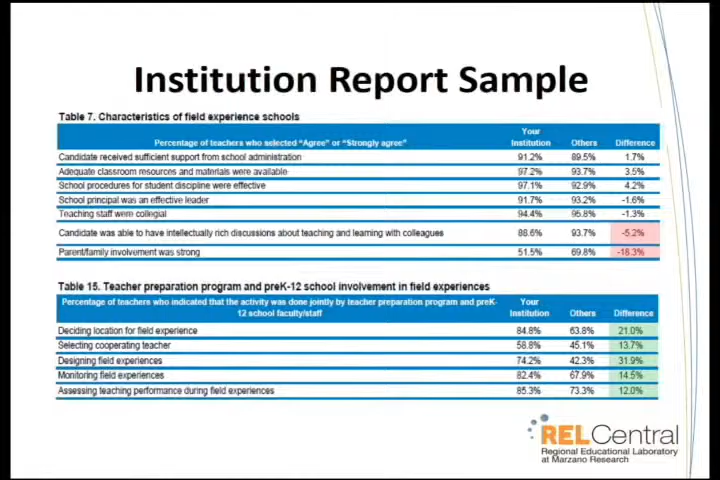 Institution Report Sample
Table 7. Characteristics of field experience schools
Percentage of teachers who selected "Agree" or "Strongly agree" Your Institution Others Difference
Candidate received sufficient support from school administration 91.2% 89.5% 1.7%
Adequate classroom resources and materials were available 97.2% 93.7% 3.5%
School procedures for student discipline were effective 97.1% 92.9% 4.2%
School principal was an effective leader 91.7% 93.2% -1.6%
Teaching staff were collegial 94.4% 95.8% -1.3%
Candidate was able to have intellectually rich discussions about teaching and learning with colleagues 88.6% 93.7% -5.2%
Parent/family involvement was strong 51.5% 69.8% -18.3%
Table 15. Teacher preparation program and preK-12 school involvement in field experiences
Percentage of teachers who indicated that the activity was done jointly by teacher preparation program and preK-
12 school faculty/staff Your Institution Others Difference
Deciding location for field experience 84.8% 63.8% 21.0%
Selecting cooperating teacher 58.8% 45.1% 13.7%
Designing field experiences 74.2% 42.3% 31.9%
Monitoring field experiences 82.4% 67.9% 14.5%
Assessing teaching performance during field experiences 85.3% 73.3% 12.0%
RELCentral
Regional Educational Laboratory
at Marzano Research